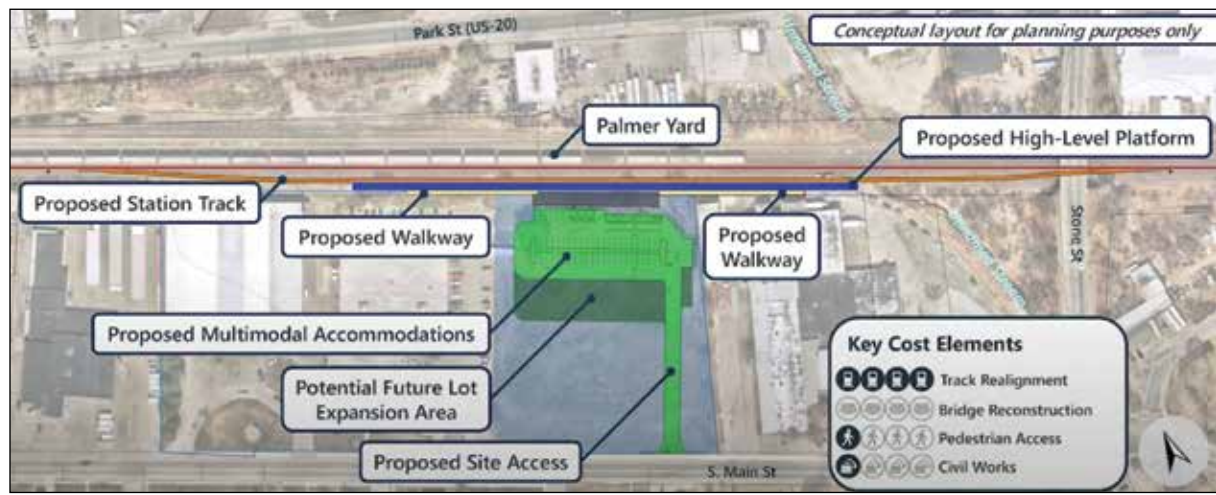 Park St (US-20)
Conceptual layout for planning purposes only
Unnamed Stream
Palmer Yard
Proposed High-Level Platform
Proposed Station Track
Proposed Walkway
Proposed
Walkway
Stone St
Proposed Multimodal Accommodations
Potential Future Lot
Expansion Area
Proposed Site Access
S. Main St
Key Cost Elements
Track Realignment
Bridge Reconstruction
Pedestrian Access
Civil Works